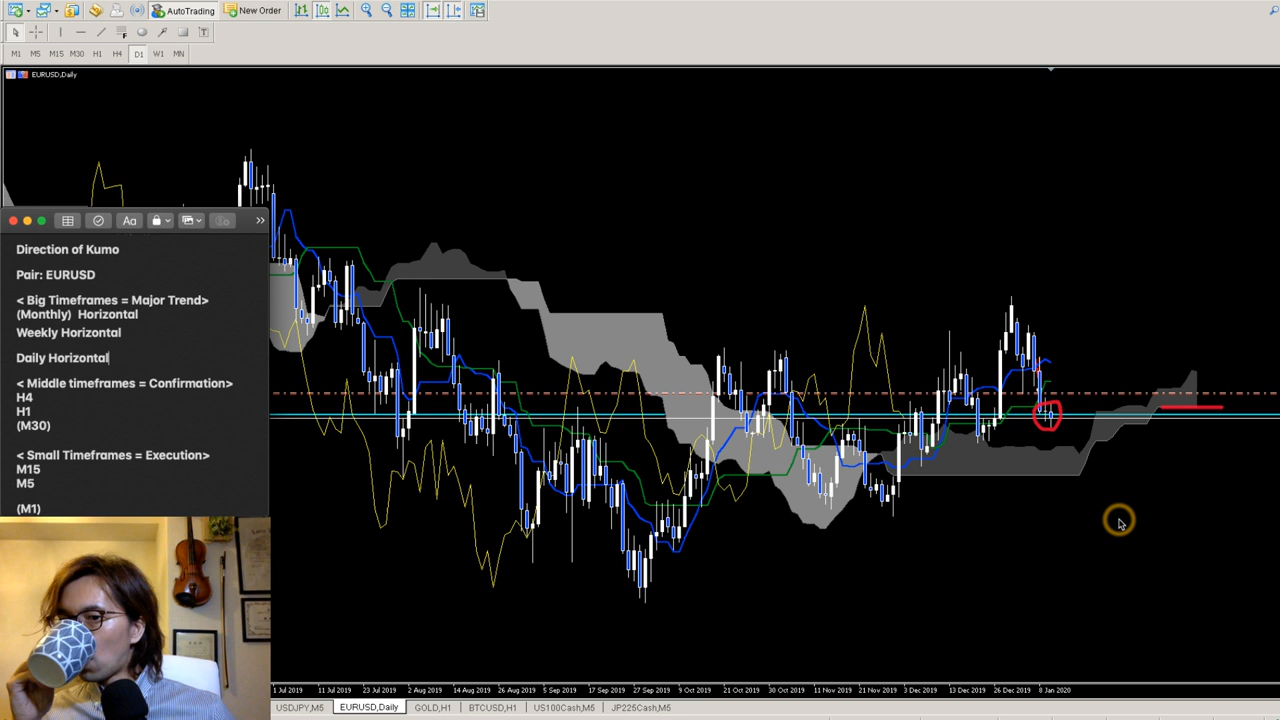 AutoTrading
New Order
M1 M5 M15 M30 H1 H4 D1 W1 MN
EURUSD,Daily
Aa
Direction of Kumo
Pair: EURUSD
< Big Timeframes = Major Trend>
(Monthly) Horizontal
Weekly Horizontal
Daily Horizontal
< Middle timeframes = Confirmation>
H4
H1
(M30)
< Small Timeframes = Execution>
M15
M5
(M1)
1 Jul 2019 11 Jul 2019 23 Jul 2019 2 Aug 2019 14 Aug 2019 26 Aug 2019 5 Sep 2019 17 Sep 2019 27 Sep 2019 9 Oct 2019 21 Oct 2019 30 Oct 2019 11 Nov 2019 21 Nov 2019 3 Dec 2019 13 Dec 2019 26 Dec 2019 8 Jan 2020
USDJPY,M5 EURUSD,Daily GOLD,H1 BTCUSD,H1 US100Cash,M5 JP225Cash,M5